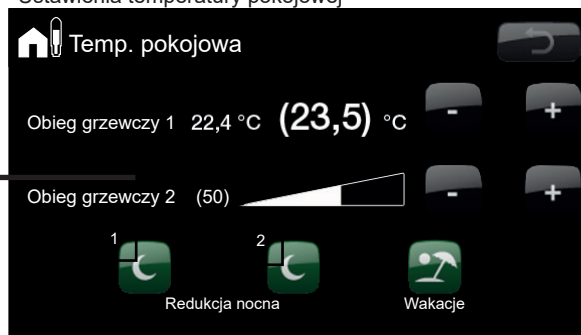 Ustawienia temperatury pokojowej
Temp. pokojowa
Obieg grzewczy 1 22,4 °C (23,5) °C - +
Obieg grzewczy 2 (50) - +
1 2
Redukcja nocna Wakacje